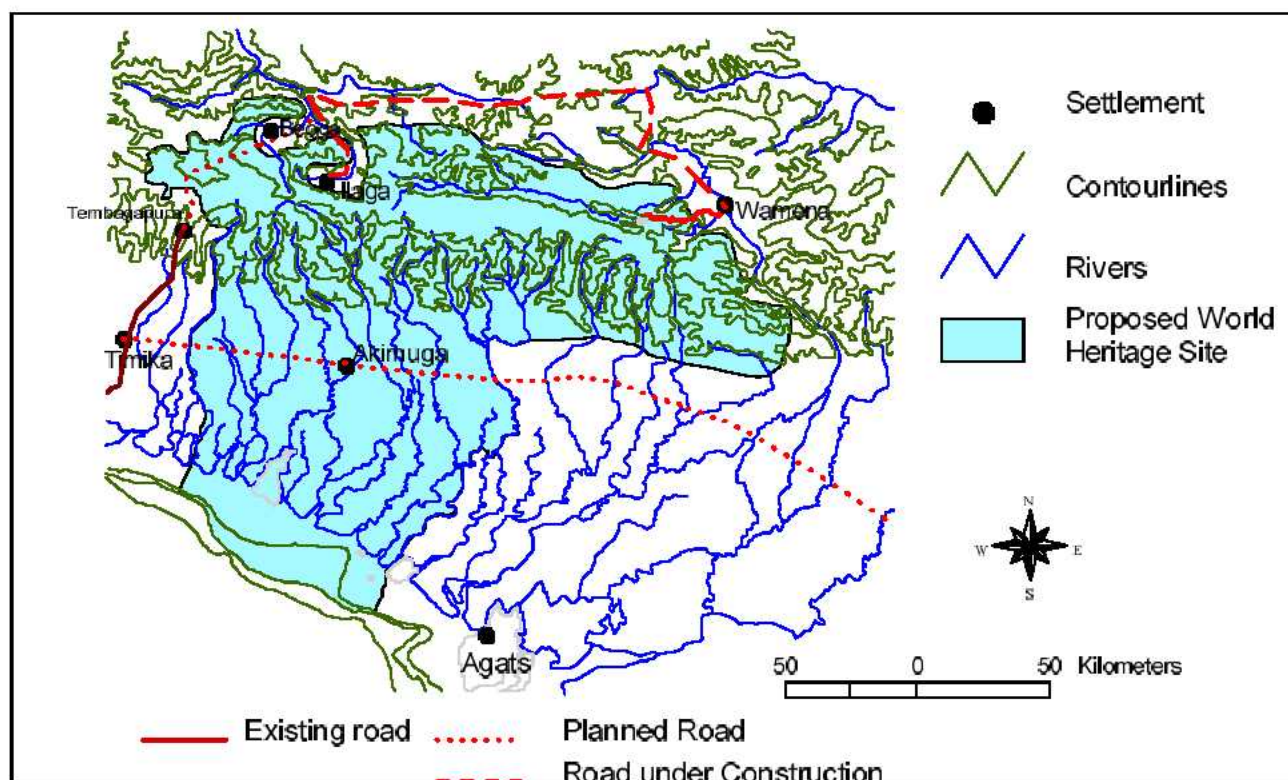 Settlement
Contourlines
Rivers
Proposed World
Heritage Site
Beoga
Ilaga
Tembagapura
Wamena
Timika
Akimuga
Agats
N
W E
S
50 0 50 Kilometers
Existing road
Planned Road
Road under Construction